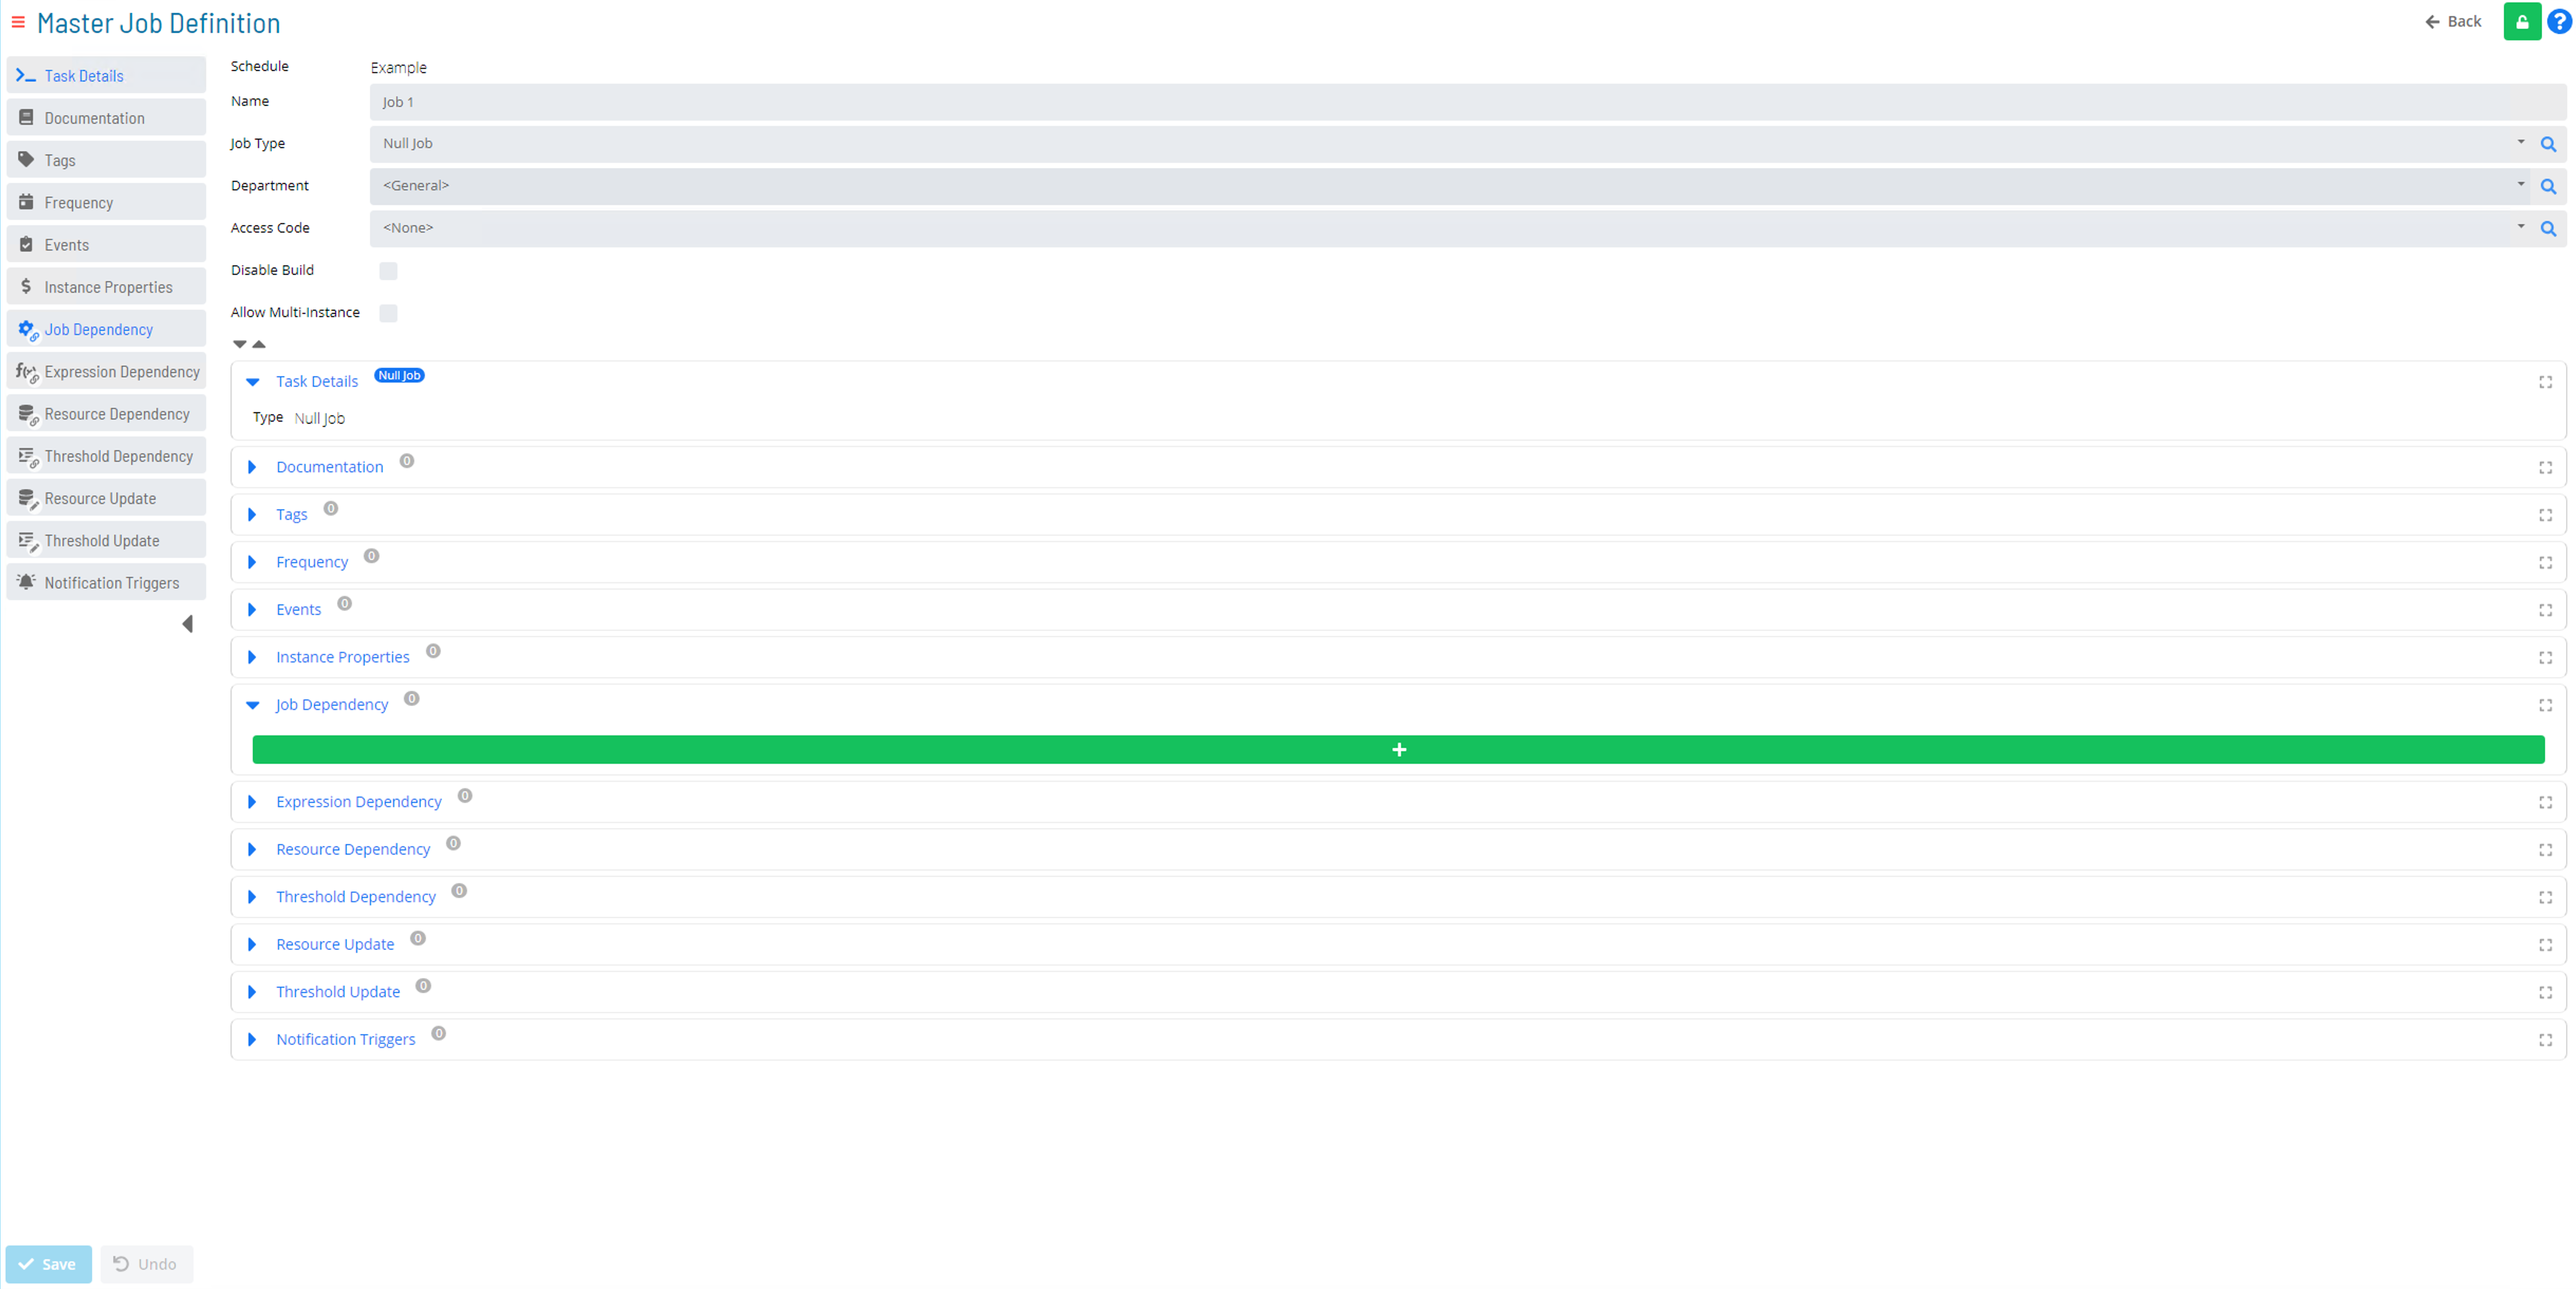 Master Job Definition
Back
?
Task Details
Documentation
Tags
Frequency
Events
Instance Properties
Job Dependency
Expression Dependency
Resource Dependency
Threshold Dependency
Resource Update
Threshold Update
Notification Triggers
Schedule Example
Name Job 1
Job Type Null Job
Department <General>
Access Code <None>
Disable Build
Allow Multi-Instance
Task Details Null Job
Type Null Job
Documentation 0
Tags 0
Frequency 0
Events 0
Instance Properties 0
Job Dependency 0
+
Expression Dependency 0
Resource Dependency 0
Threshold Dependency 0
Resource Update 0
Threshold Update 0
Notification Triggers 0
Save
Undo